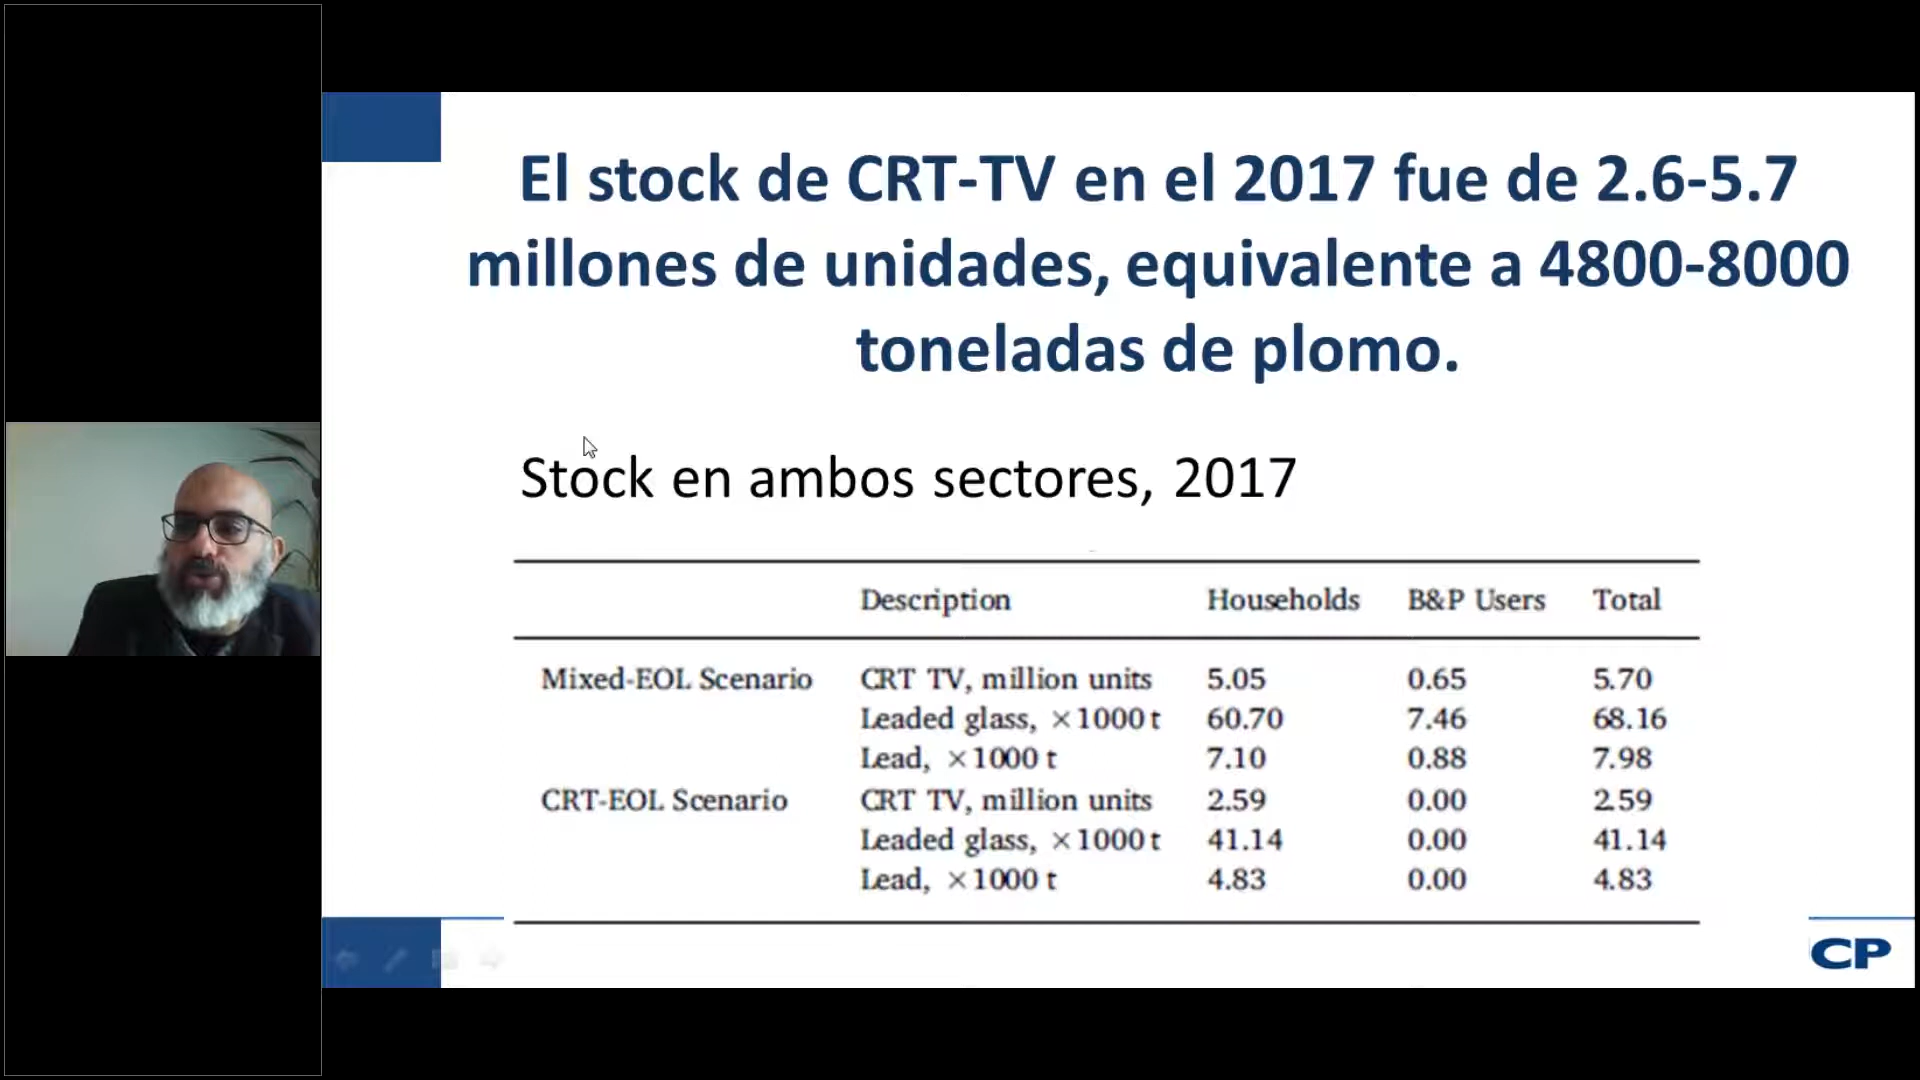 El stock de CRT-TV en el 2017 fue de 2.6-5.7
millones de unidades, equivalente a 4800-8000
toneladas de plomo.
Stock en ambos sectores, 2017
Description Households B&P Users Total
Mixed-EOL Scenario CRT TV, million units 5.05 0.65 5.70
Leaded glass, ×1000 t 60.70 7.46 68.16
Lead, ×1000 t 7.10 0.88 7.98
CRT-EOL Scenario CRT TV, million units 2.59 0.00 2.59
Leaded glass, ×1000 t 41.14 0.00 41.14
Lead, ×1000 t 4.83 0.00 4.83
CP